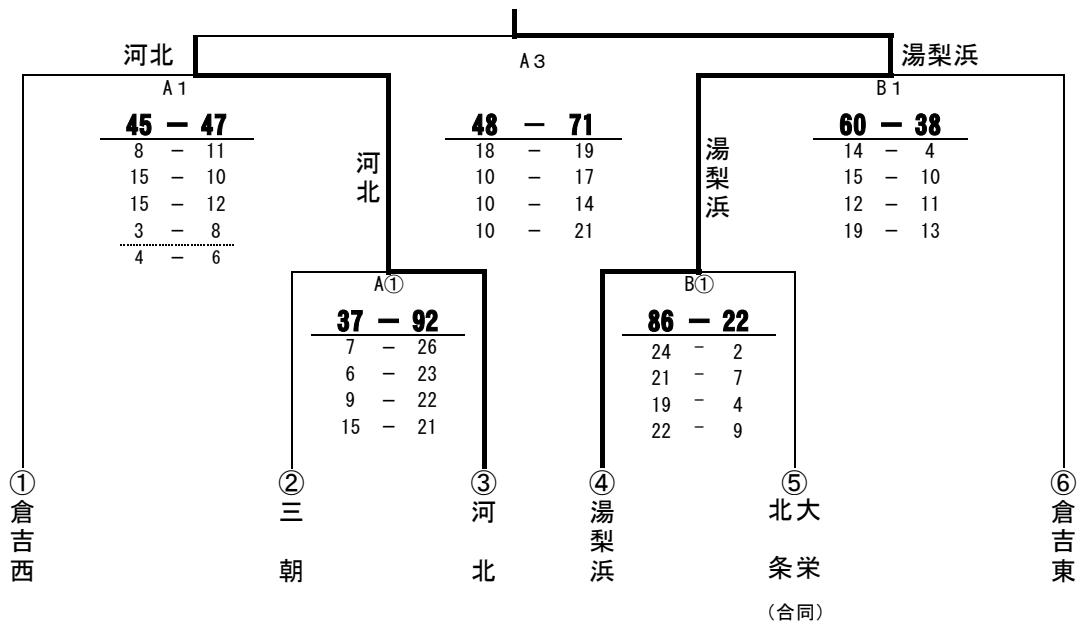 河北
A3
湯梨浜
A1
B1
45 － 47
8 － 11
15 － 10
15 － 12
3 － 8
4 － 6
河北
48 － 71
18 － 19
10 － 17
10 － 14
10 － 21
湯梨浜
60 － 38
14 － 4
15 － 10
12 － 11
19 － 13
A①
37 － 92
7 － 26
6 － 23
9 － 22
15 － 21
B①
86 － 22
24 － 2
21 － 7
19 － 4
22 － 9
①
倉吉西
②
三朝
③
河北
④
湯梨浜
⑤
大栄
北条
(合同)
⑥
倉吉東